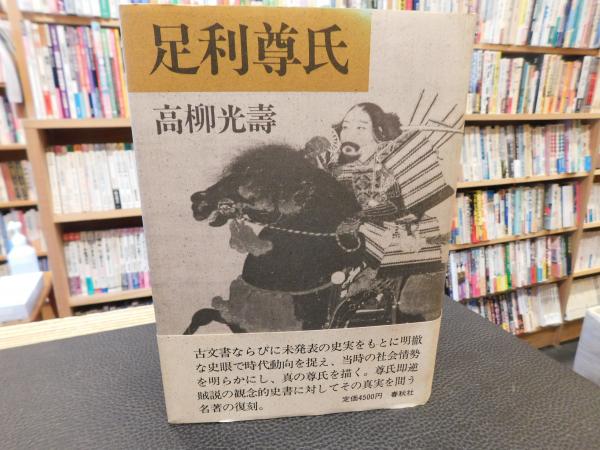 足利尊氏
高柳光壽
古文書ならびに未発表の史実をもとに明徹
な史眼で時代動向を捉え、当時の社会情勢
を明らかにし、真の尊氏を描く。尊氏即逆
賊説の観念的史書に対してその真実を問う
名著の復刻。
定価4500円 春秋社